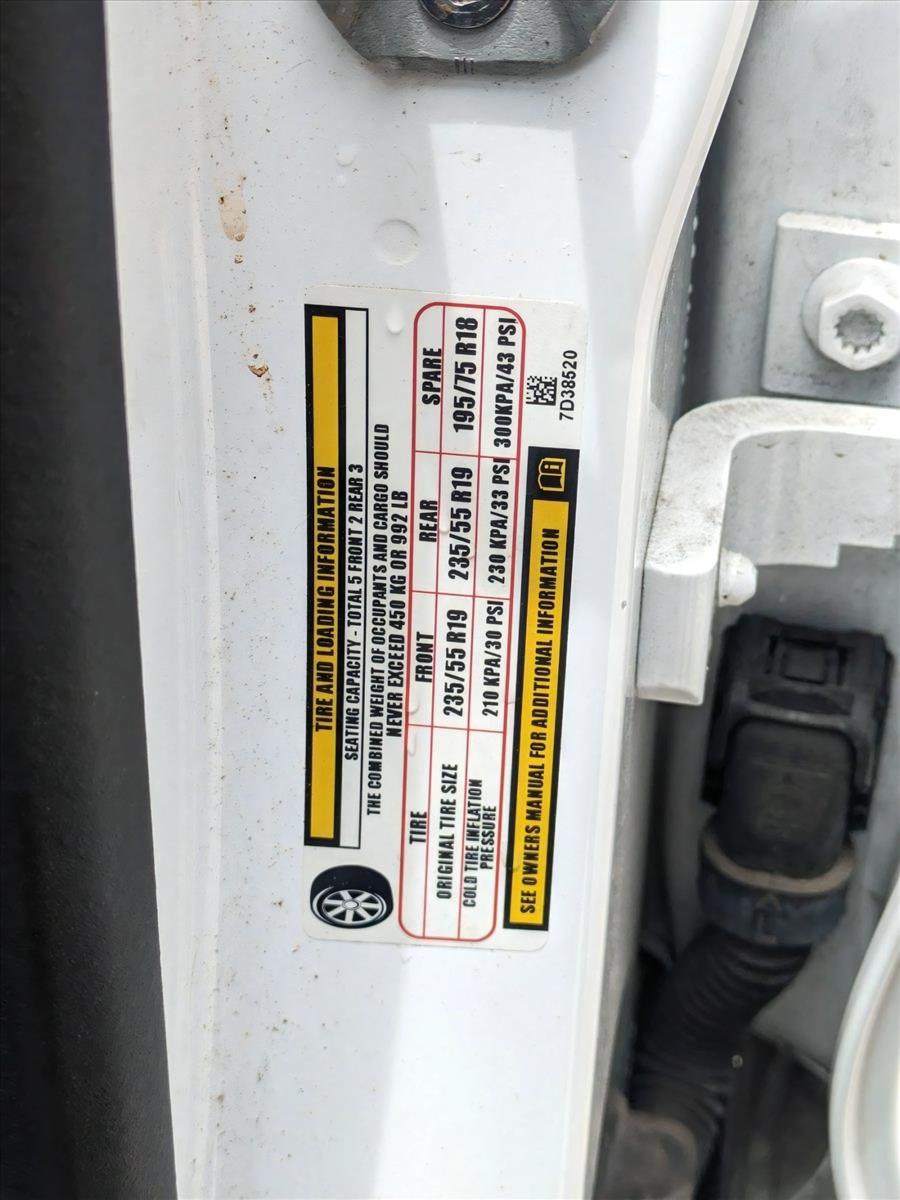 TIRE AND LOADING INFORMATION
SEATING CAPACITY - TOTAL 5 FRONT 2 REAR 3
THE COMBINED WEIGHT OF OCCUPANTS AND CARGO SHOULD
NEVER EXCEED 450 KG OR 992 LB
TIRE FRONT REAR SPARE
ORIGINAL TIRE SIZE 235/55 R19 235/55 R19 195/75 R18
COLD TIRE INFLATION
PRESSURE 210 KPA/30 PSI 230 KPA/33 PSI 300KPA/43 PSI
SEE OWNERS MANUAL FOR ADDITIONAL INFORMATION
7D38520